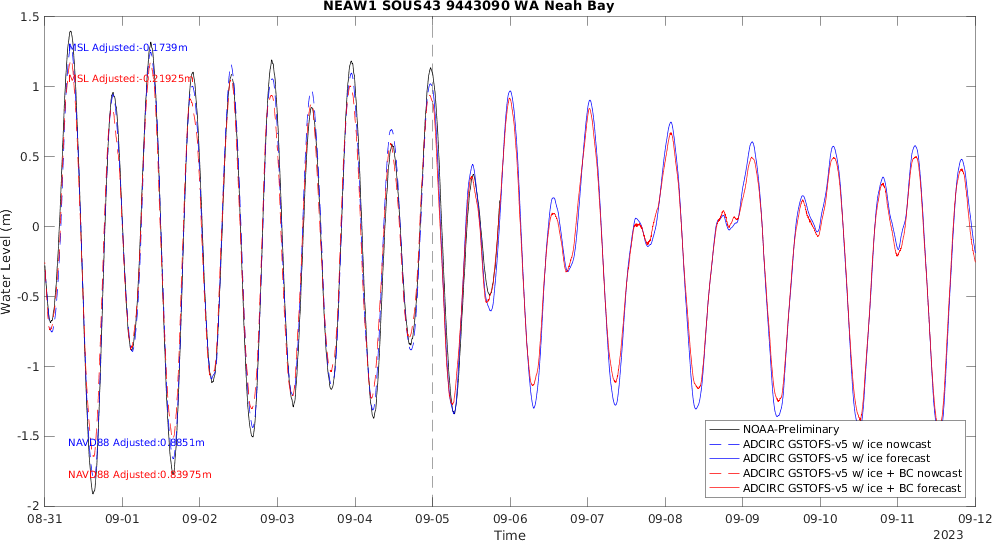 NEAW1 SOUS43 9443090 WA Neah Bay
1.5
1
0.5
0
-0.5
-1
-1.5
-2
Water Level (m)
MSL Adjusted:-0.1739m
MSL Adjusted:-0.21925m
NAVD88 Adjusted:0.8851m
NAVD88 Adjusted:0.83975m
NOAA-Preliminary
ADCIRC GSTOFS-v5 w/ ice nowcast
ADCIRC GSTOFS-v5 w/ ice forecast
ADCIRC GSTOFS-v5 w/ ice + BC nowcast
ADCIRC GSTOFS-v5 w/ ice + BC forecast
08-31 09-01 09-02 09-03 09-04 09-05 09-06 09-07 09-08 09-09 09-10 09-11 09-12
Time
2023